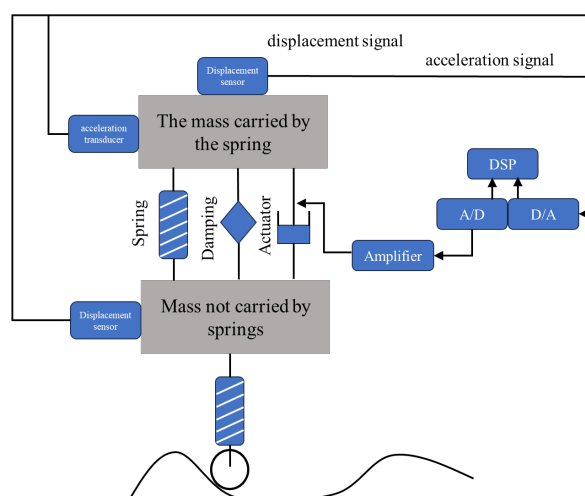 displacement signal
acceleration signal
Displacement
sensor
The mass carried by
the spring
acceleration
transducer
DSP
A/D
D/A
Spring
Damping
Actuator
Amplifier
Mass not carried by
springs
Displacement
sensor